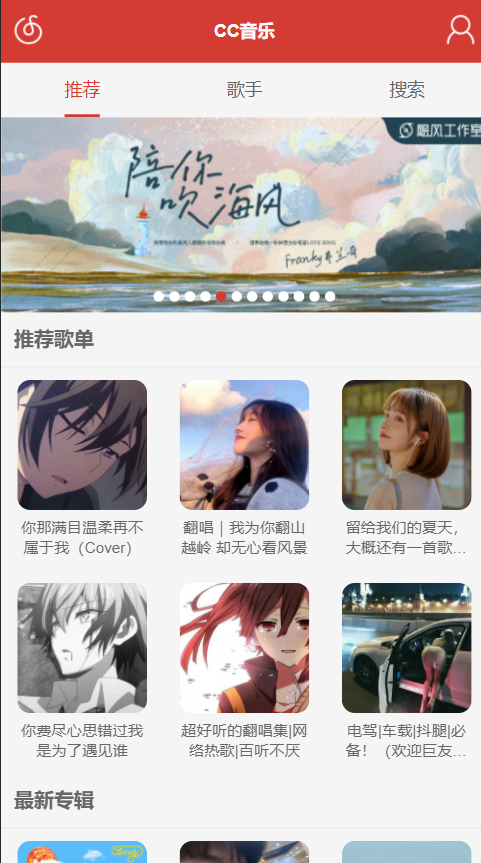 CC音乐
推荐
歌手
搜索
飓风工作室
陪你
吹海风
Franky弗兰奇
推荐歌单
你那满目温柔再不
属于我（Cover）
翻唱｜我为你翻山
越岭 却无心看风景
留给我们的夏天，
大概还有一首歌...
你费尽心思错过我
是为了遇见谁
超好听的翻唱集|网
络热歌|百听不厌
电驾|车载|抖腿|必
备！（欢迎巨友...
最新专辑